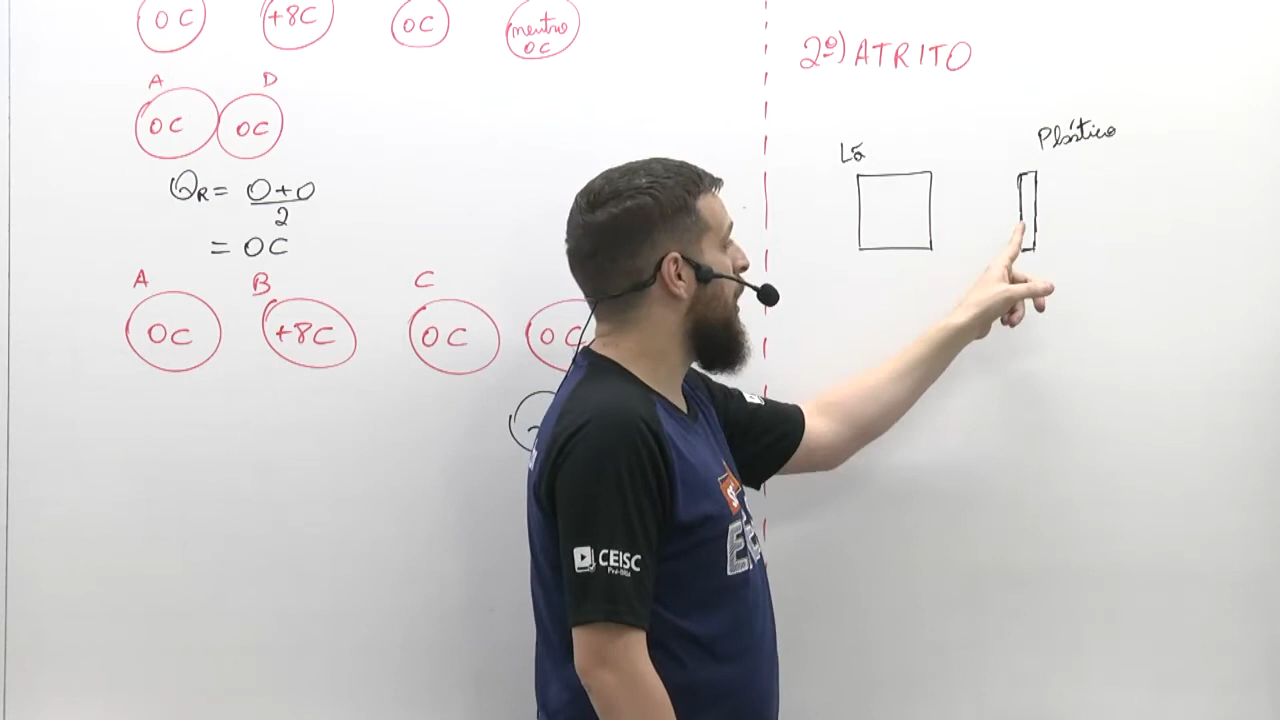 0C +8C 0C neutro
0C
A D
0C 0C
QR = 0+0
2
= 0C
A B C
0C +8C 0C 0C
2º) ATRITO
Lã Plástico
CEISC